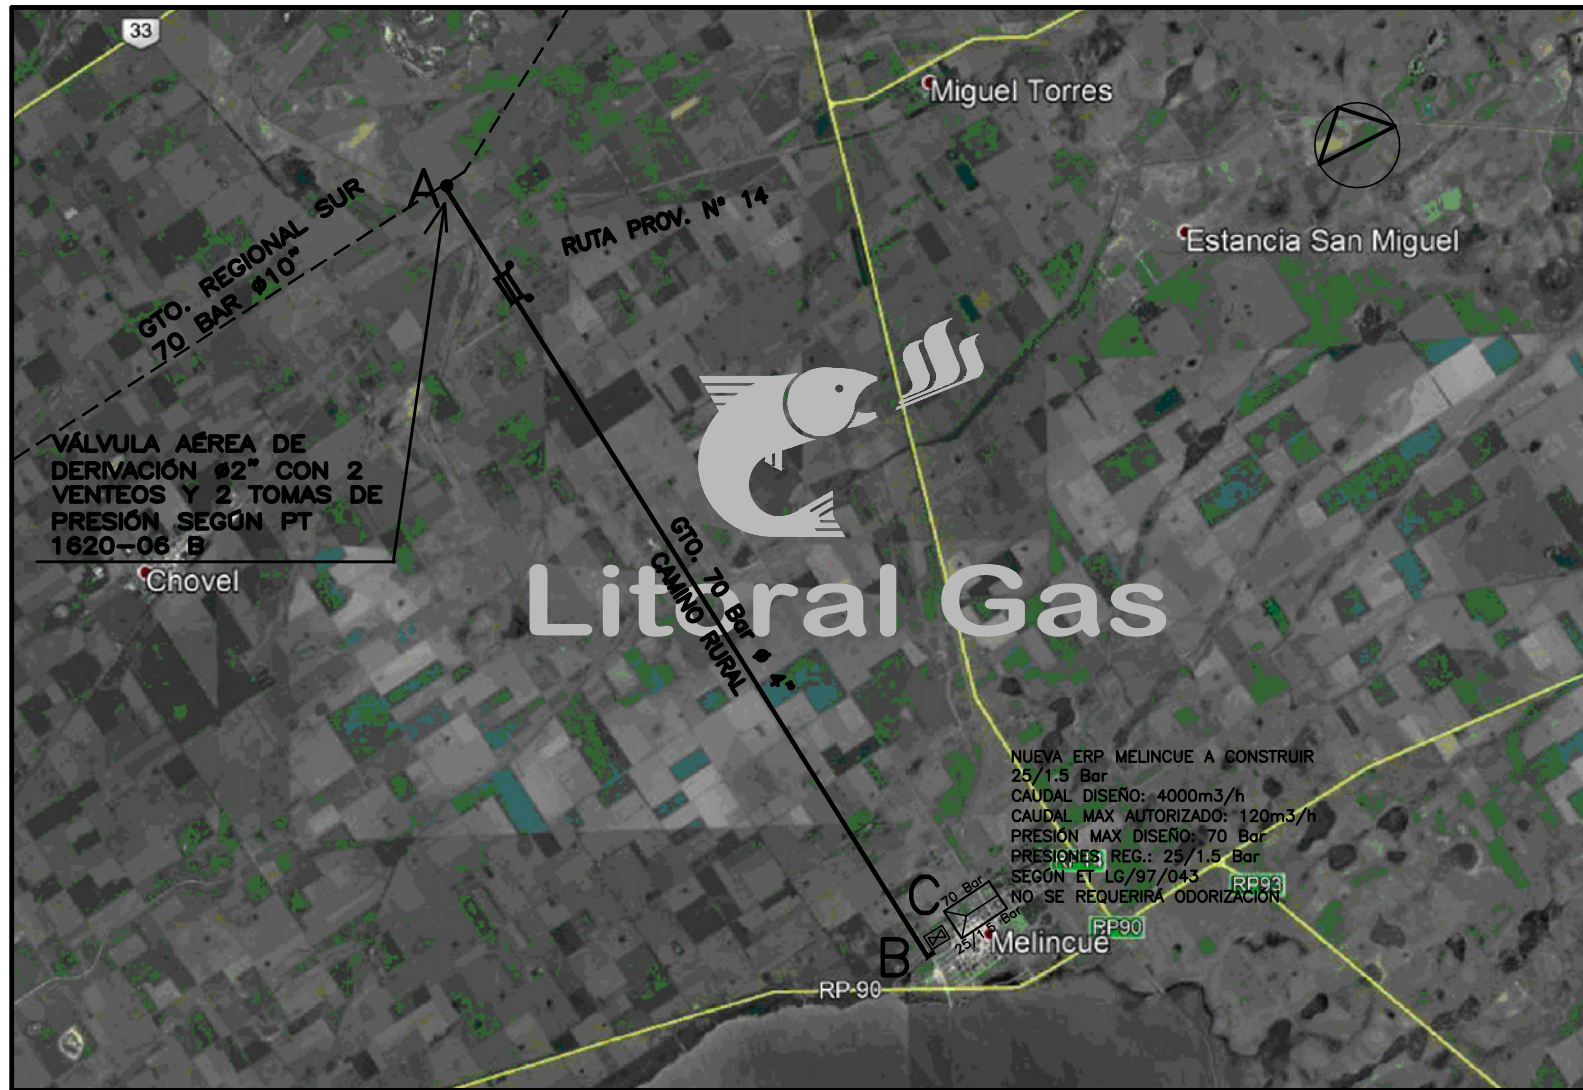 33
Miguel Torres
A
GTO. REGIONAL SUR
70 BAR ø10"
RUTA PROV. Nº 14
Estancia San Miguel
VÁLVULA AÉREA DE
DERIVACIÓN ø2" CON 2
VENTEOS Y 2 TOMAS DE
PRESIÓN SEGÚN PT
1620-06 B
Chovel
GTO. 70 Bar ø 4"
CAMINO RURAL
Litoral Gas
NUEVA ERP MELINCUE A CONSTRUIR
25/1.5 Bar
CAUDAL DISEÑO: 4000m3/h
CAUDAL MAX AUTORIZADO: 120m3/h
PRESIÓN MAX DISEÑO: 70 Bar
PRESIONES REG.: 25/1.5 Bar
SEGÚN ET LG/97/043
NO SE REQUERIRÁ ODORIZACIÓN
RP93
RP90
C
70 Bar
25/1.5 Bar
B
Melincué
RP 90